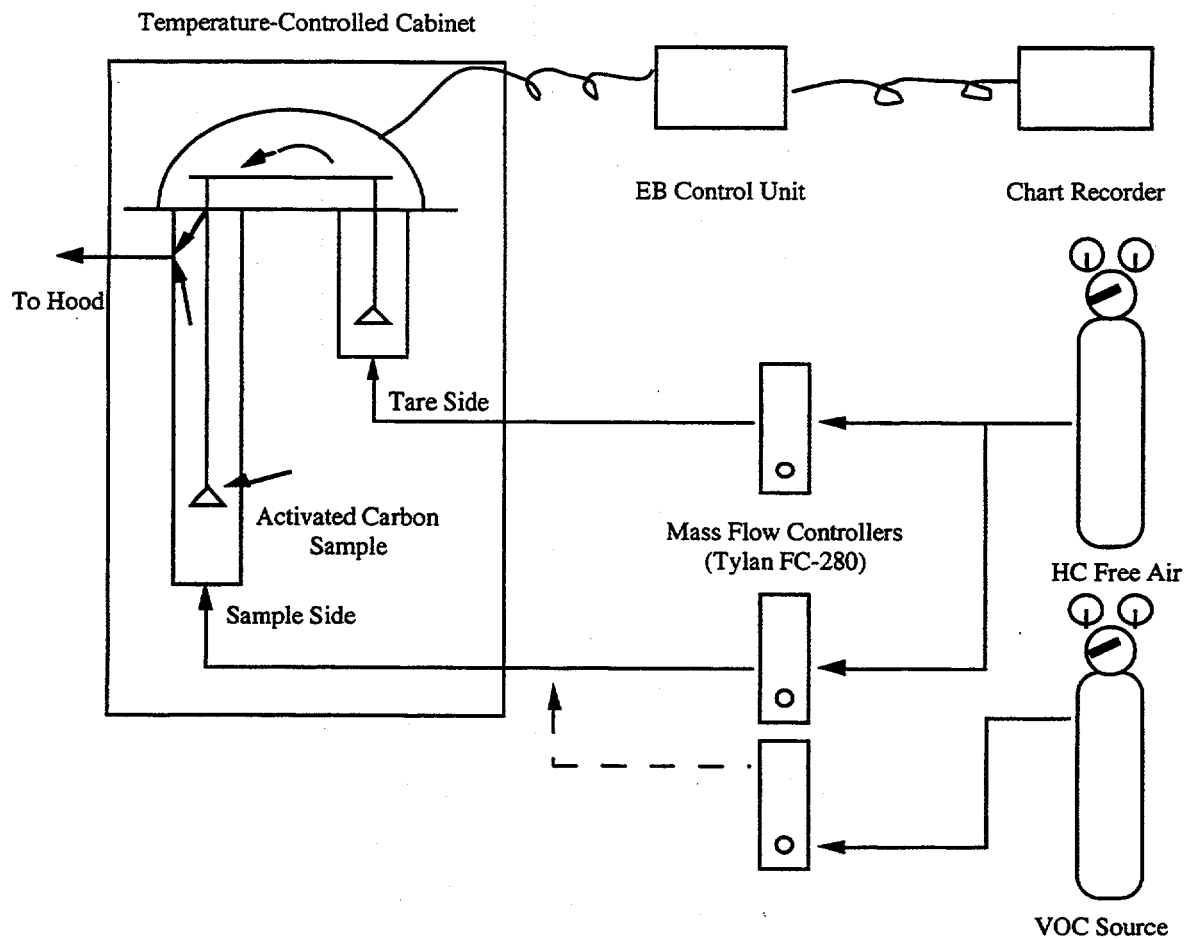 Temperature-Controlled Cabinet
EB Control Unit
Chart Recorder
To Hood
Tare Side
Activated Carbon
Sample
Mass Flow Controllers
(Tylan FC-280)
HC Free Air
Sample Side
VOC Source